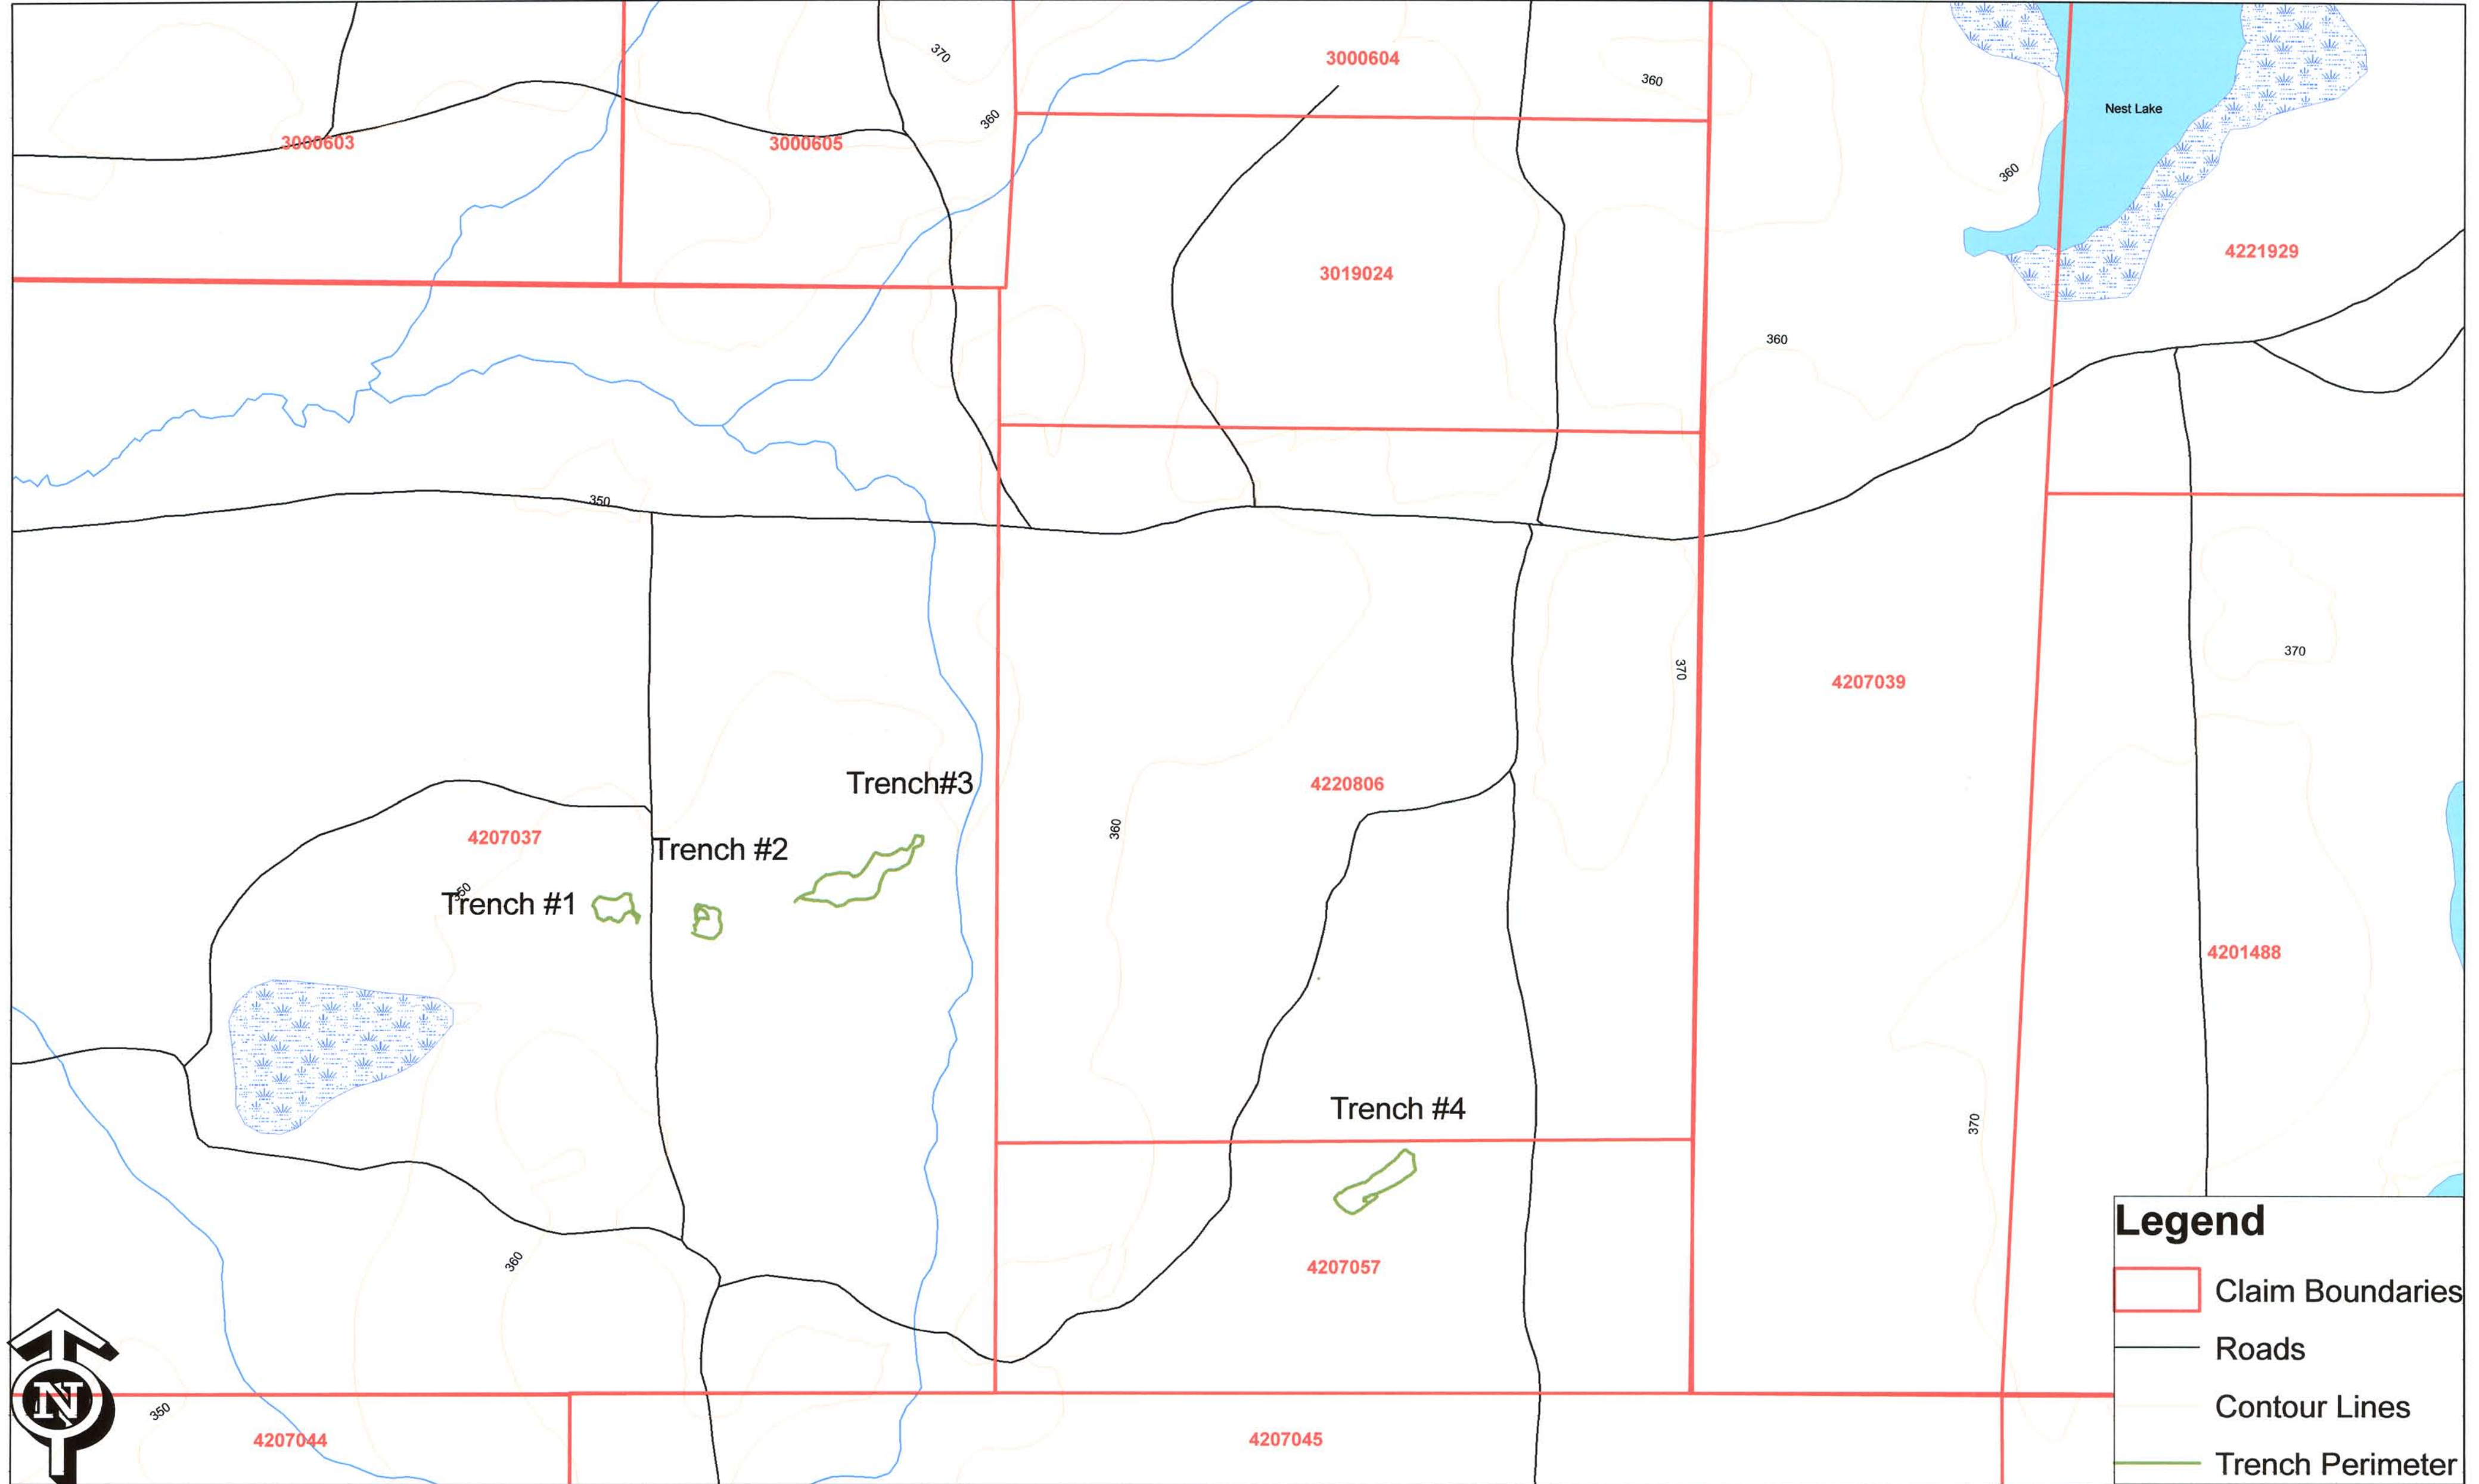 370
3000604
360
Nest Lake
360
3000603
3000605
360
4221929
3019024
360
350
370
370
4207039
Trench#3
4220806
360
4207037
Trench #2
350
Trench #1
4201488
Trench #4
370
Legend
360
4207057
Claim Boundaries
Roads
N
350
Contour Lines
4207044
4207045
Trench Perimeter